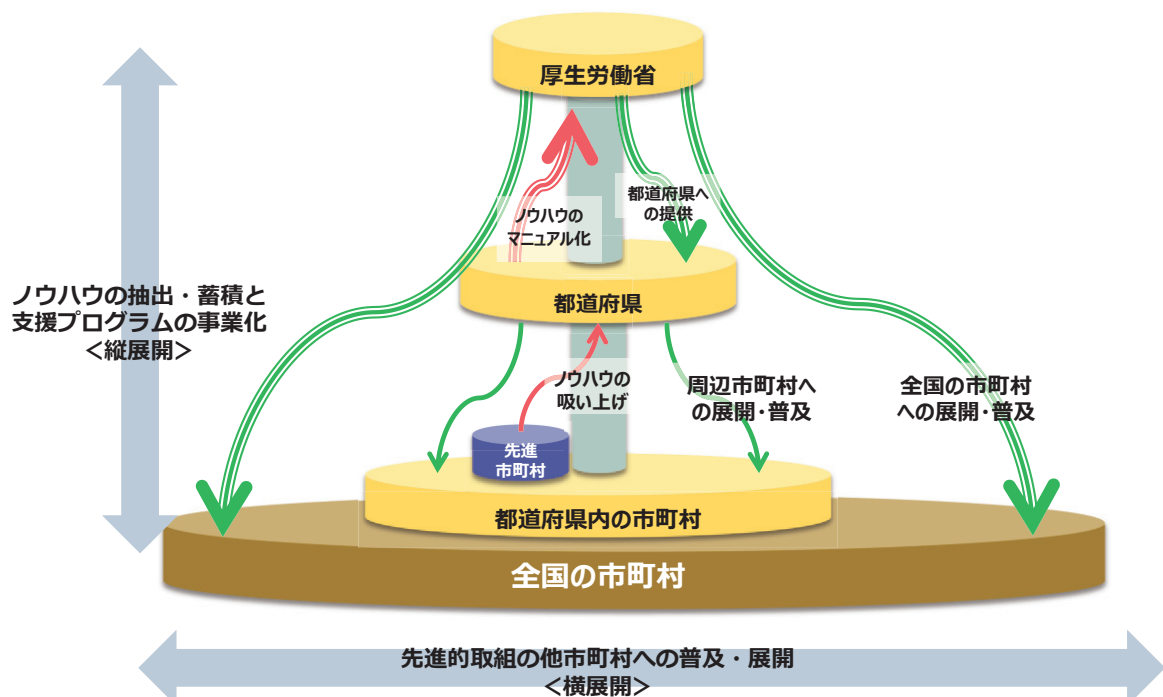 厚生労働省
都道府県へ
の提供
ノウハウの
マニュアル化
都道府県
ノウハウの抽出・蓄積と
支援プログラムの事業化
<縦展開>
ノウハウの
吸い上げ
周辺市町村へ
の展開・普及
全国の市町村
への展開・普及
先進
市町村
都道府県内の市町村
全国の市町村
先進的取組の他市町村への普及・展開
<横展開>